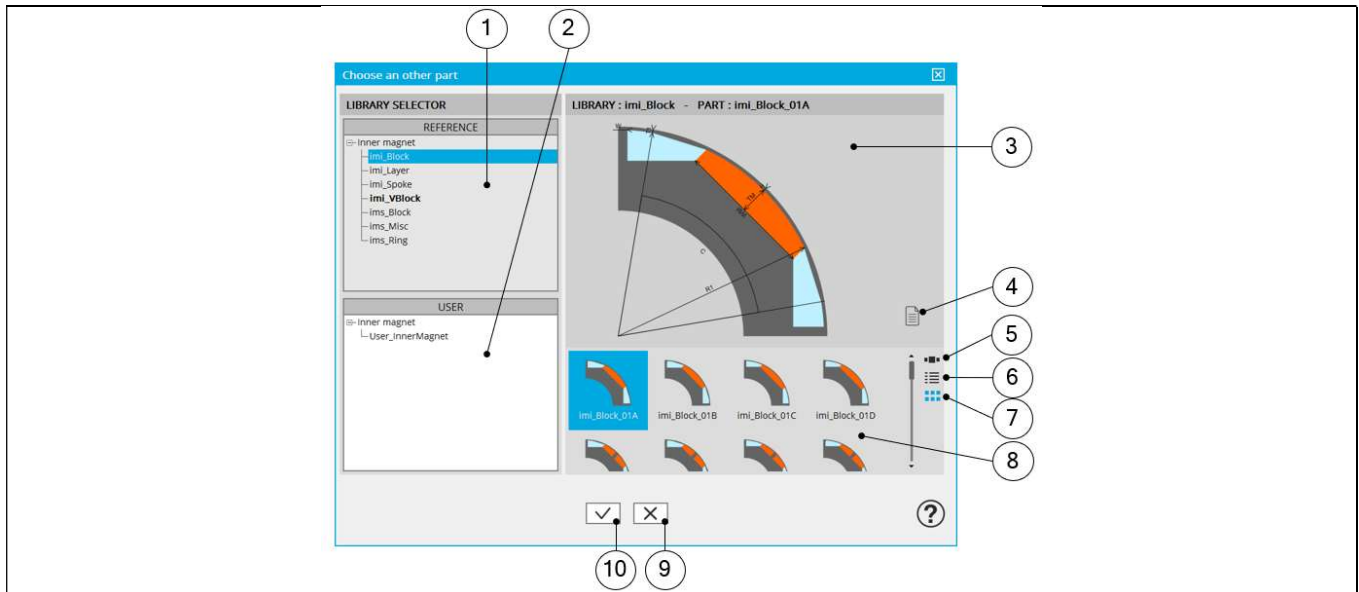 1 2
Choose an other part
LIBRARY SELECTOR
LIBRARY : imi_Block - PART : imi_Block_01A
REFERENCE
Inner magnet
imi_Block
imi_Layer
imi_Spoke
imi_VBlock
ims_Block
ims_Misc
ims_Ring
USER
Inner magnet
User_InnerMagnet
W
TM
C
R1
3
4
5
6
7
8
imi_Block_01A imi_Block_01B imi_Block_01C imi_Block_01D
?
10 9